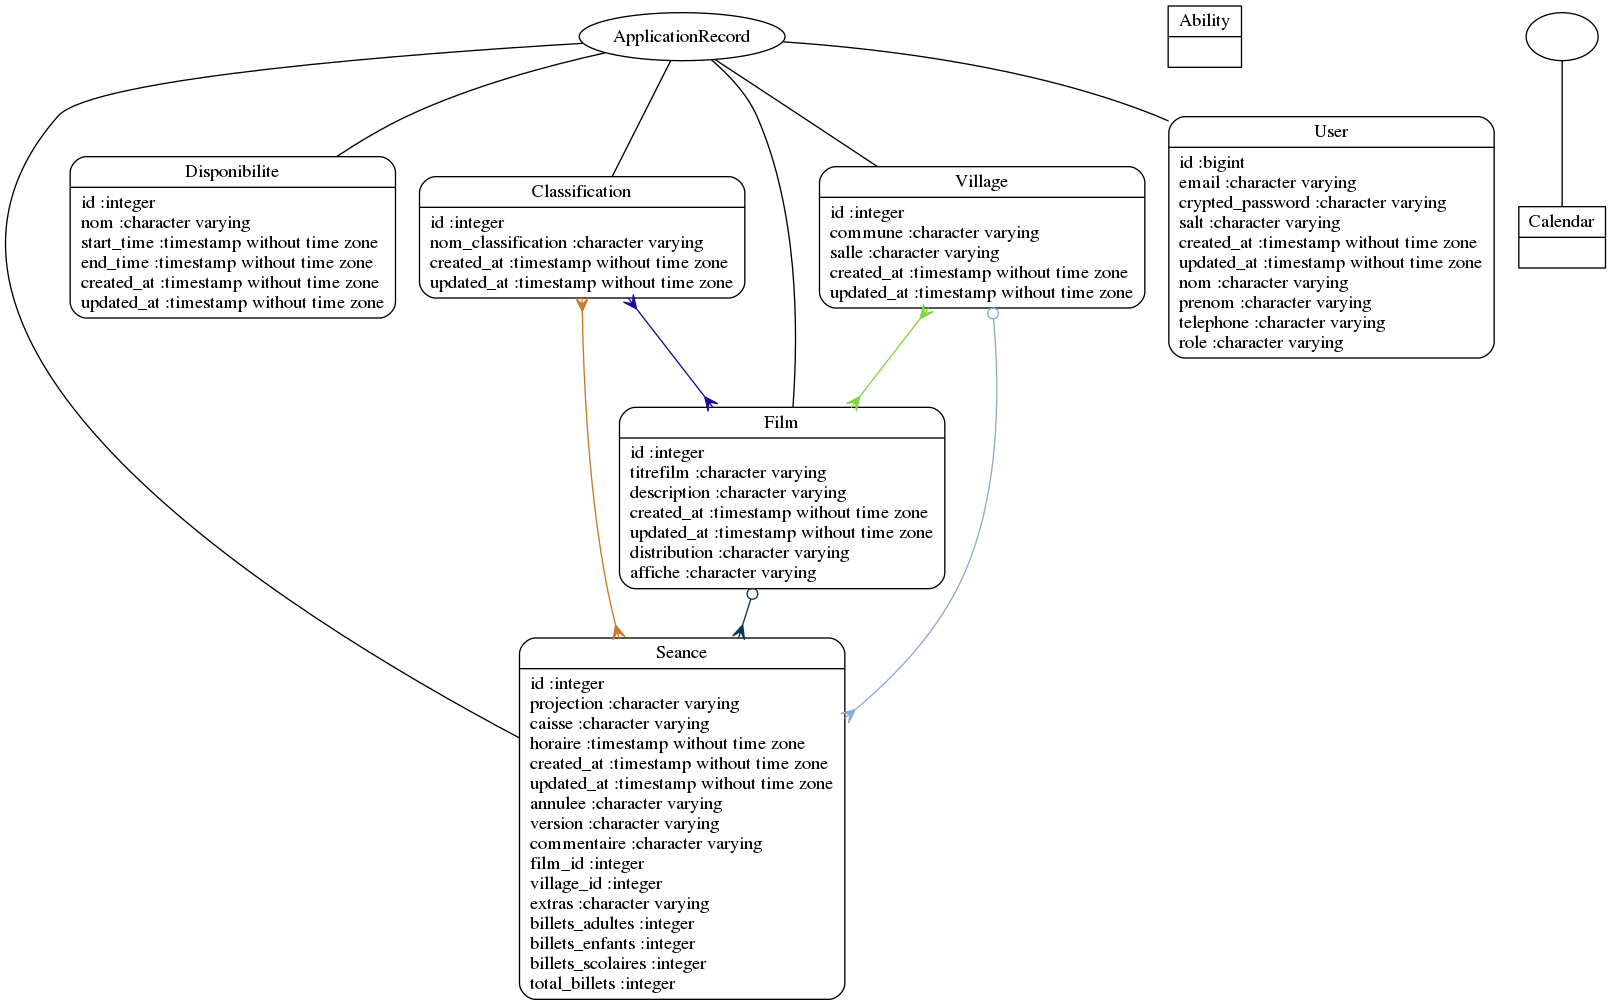 ApplicationRecord
Ability
Disponibilite
id :integer
nom :character varying
start_time :timestamp without time zone
end_time :timestamp without time zone
created_at :timestamp without time zone
updated_at :timestamp without time zone
Classification
id :integer
nom_classification :character varying
created_at :timestamp without time zone
updated_at :timestamp without time zone
Village
id :integer
commune :character varying
salle :character varying
created_at :timestamp without time zone
updated_at :timestamp without time zone
User
id :bigint
email :character varying
crypted_password :character varying
salt :character varying
created_at :timestamp without time zone
updated_at :timestamp without time zone
nom :character varying
prenom :character varying
telephone :character varying
role :character varying
Calendar
Film
id :integer
titrefilm :character varying
description :character varying
created_at :timestamp without time zone
updated_at :timestamp without time zone
distribution :character varying
affiche :character varying
Seance
id :integer
projection :character varying
caisse :character varying
horaire :timestamp without time zone
created_at :timestamp without time zone
updated_at :timestamp without time zone
annulee :character varying
version :character varying
commentaire :character varying
film_id :integer
village_id :integer
extras :character varying
billets_adultes :integer
billets_enfants :integer
billets_scolaires :integer
total_billets :integer